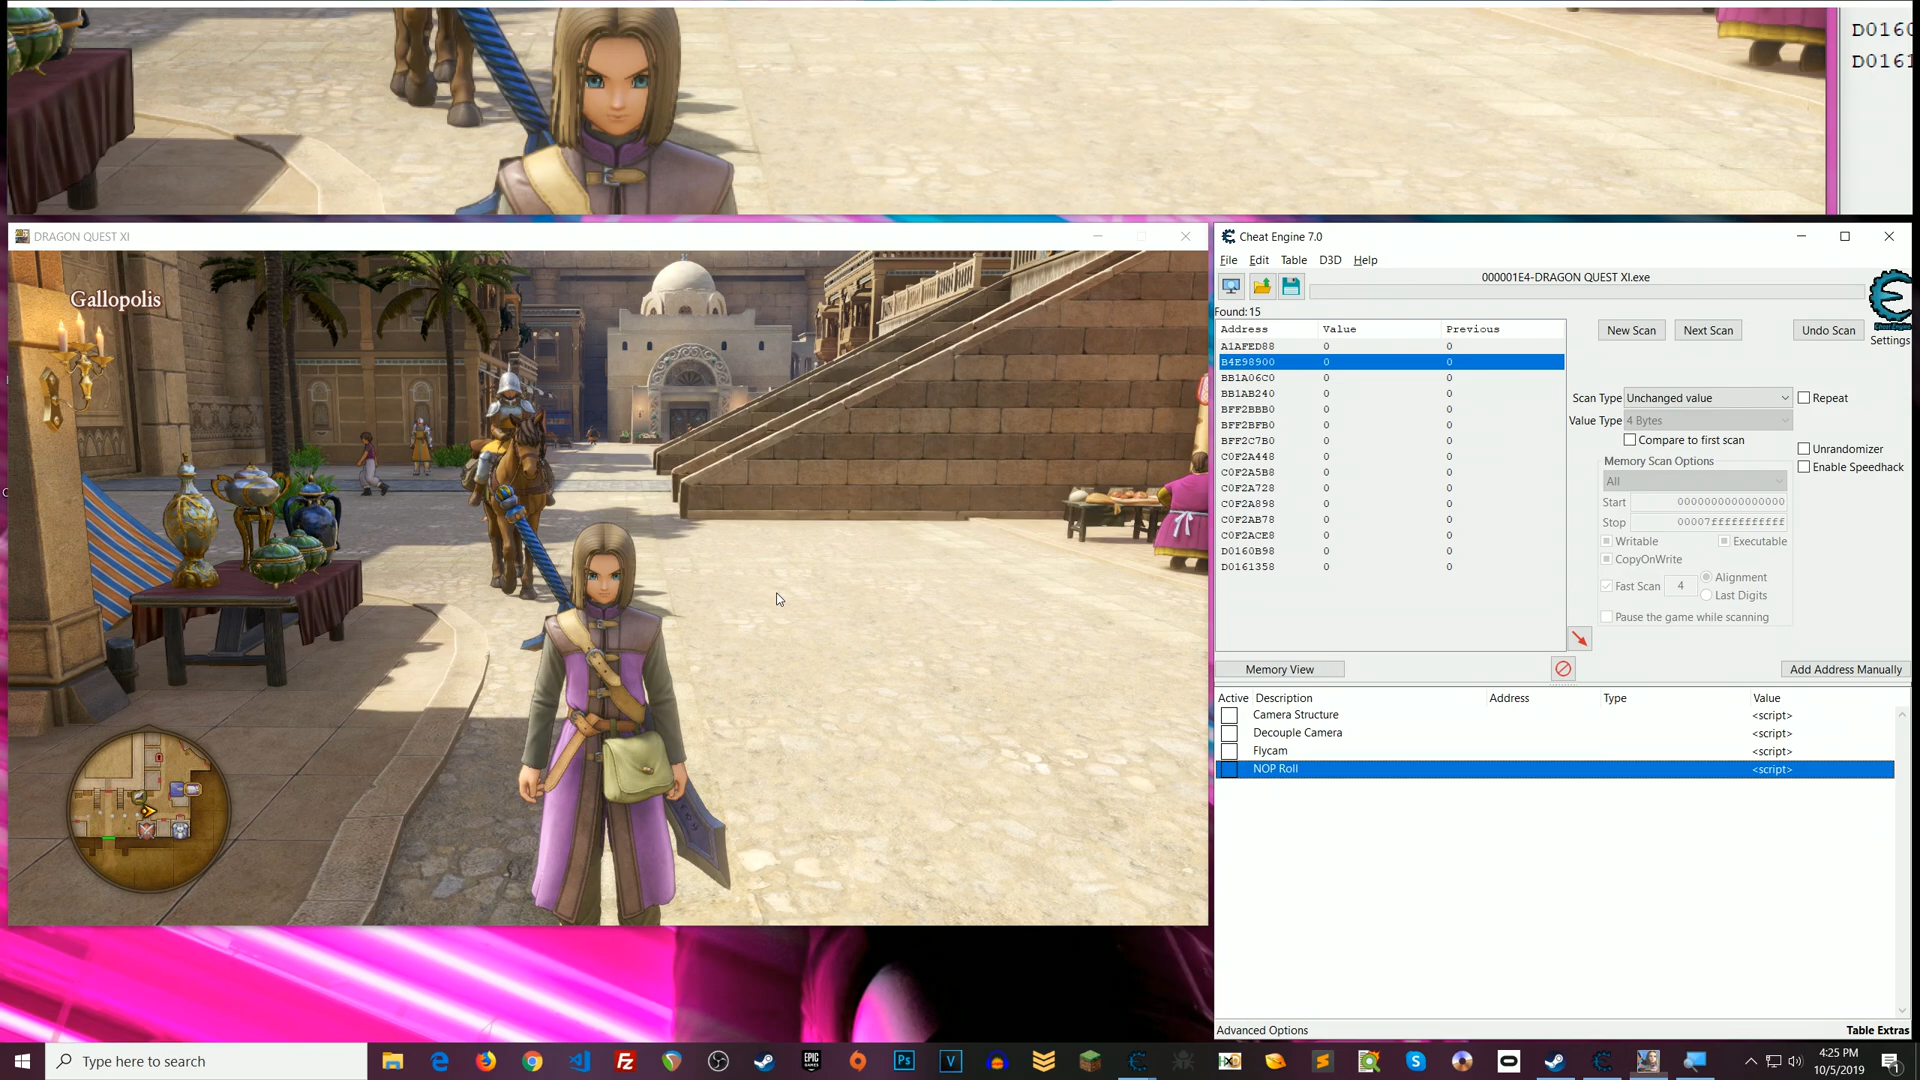 D0160
D0161
DRAGON QUEST XI
Gallopolis
Cheat Engine 7.0
File Edit Table D3D Help
000001E4-DRAGON QUEST XI.exe
Found: 15
Address Value Previous
A1AFED88 0 0
B4E98900 0 0
BB1A06C0 0 0
BB1AB240 0 0
BFF2BBB0 0 0
BFF2BFB0 0 0
BFF2C7B0 0 0
C0F2A448 0 0
C0F2A5B8 0 0
C0F2A728 0 0
C0F2A898 0 0
C0F2AB78 0 0
C0F2ACE8 0 0
D0160B98 0 0
D0161358 0 0
New Scan Next Scan Undo Scan
Settings
Scan Type Unchanged value Repeat
Value Type 4 Bytes
Compare to first scan
Unrandomizer
Enable Speedhack
Memory Scan Options
All
Start 0000000000000000
Stop 00007fffffffffff
Writable Executable
CopyOnWrite
Fast Scan 4 Alignment
Last Digits
Pause the game while scanning
Memory View Add Address Manually
Active Description Address Type Value
Camera Structure <script>
Decouple Camera <script>
Flycam <script>
NOP Roll <script>
Advanced Options Table Extras
Type here to search
EPIC GAMES
Ps
V
4:25 PM
10/5/2019
1